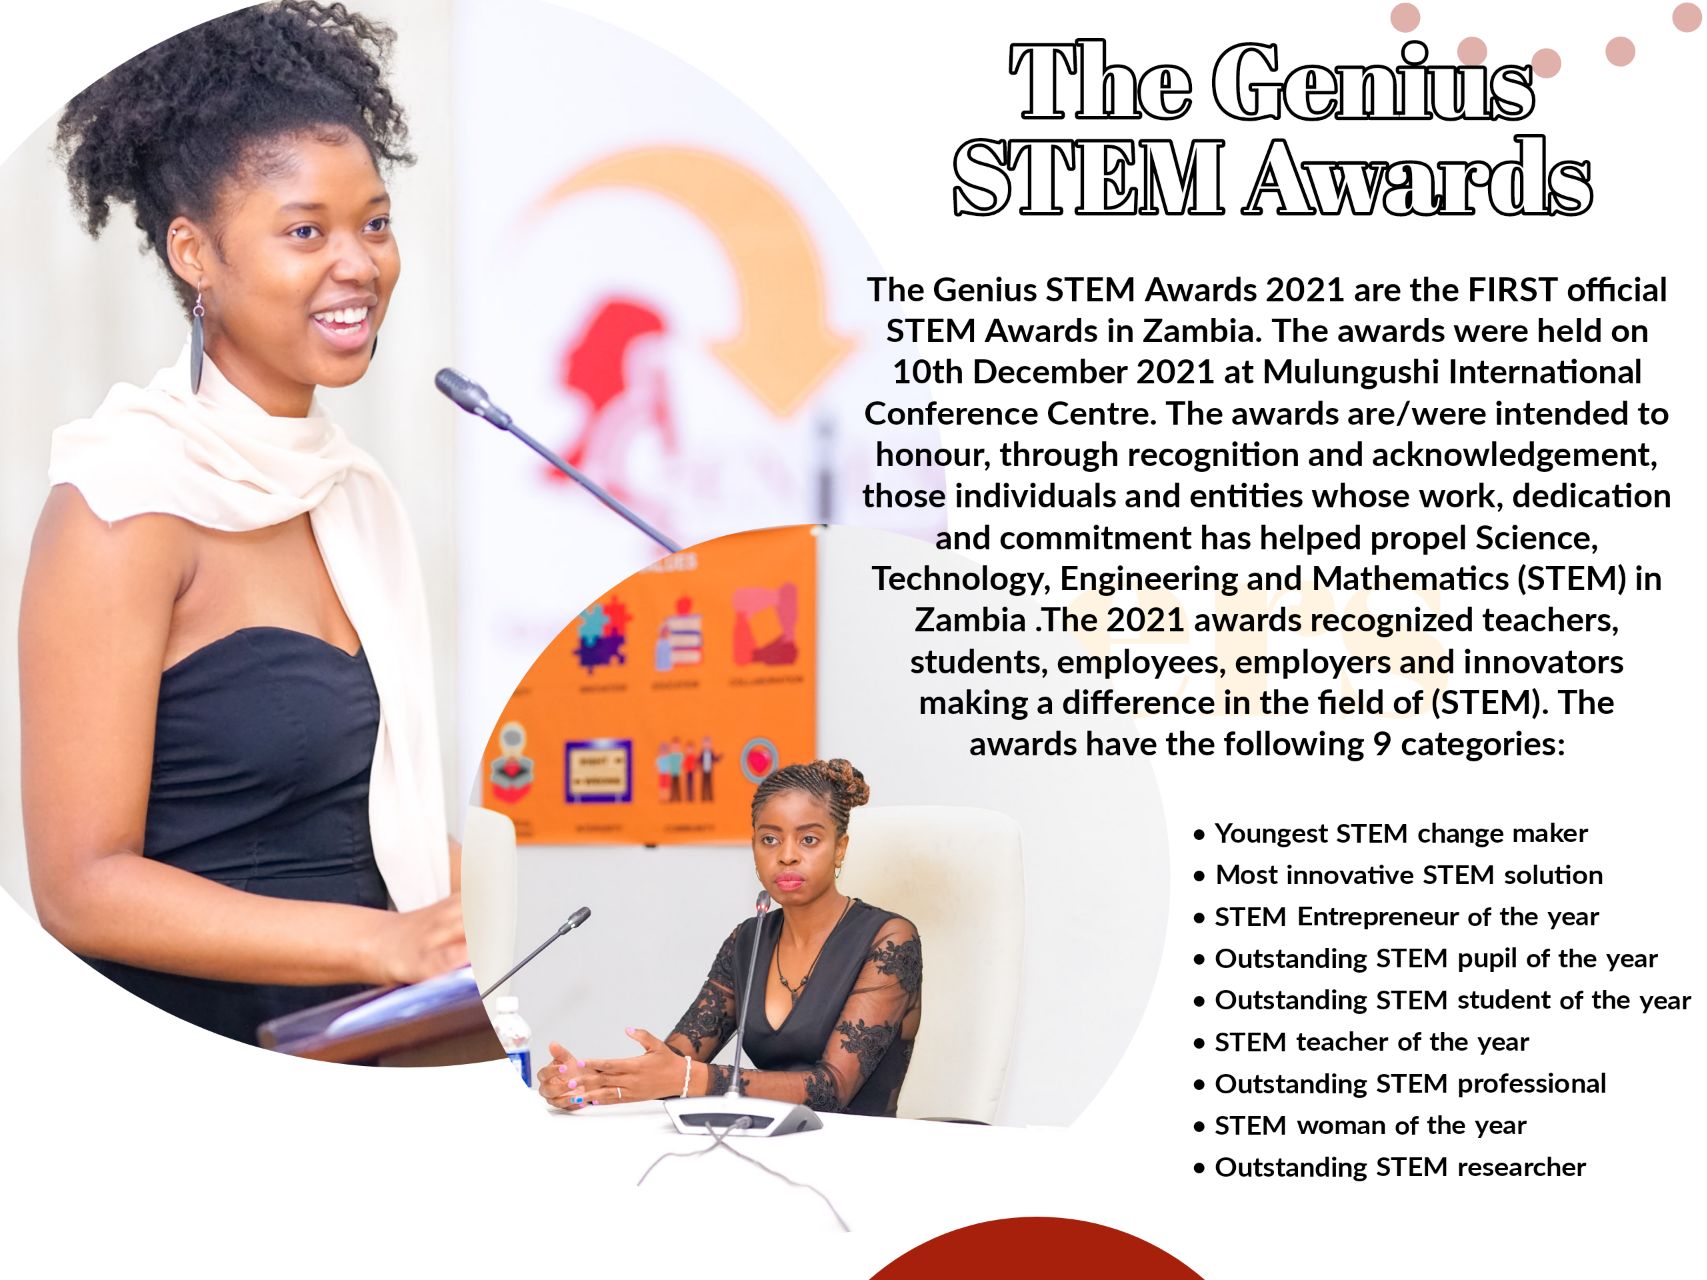 The Genius
STEM Awards
The Genius STEM Awards 2021 are the FIRST official
STEM Awards in Zambia. The awards were held on
10th December 2021 at Mulungushi International
Conference Centre. The awards are/were intended to
honour, through recognition and acknowledgement,
those individuals and entities whose work, dedication
and commitment has helped propel Science,
Technology, Engineering and Mathematics (STEM) in
Zambia .The 2021 awards recognized teachers,
students, employees, employers and innovators
making a difference in the field of (STEM). The
awards have the following 9 categories:
• Youngest STEM change maker
• Most innovative STEM solution
• STEM Entrepreneur of the year
• Outstanding STEM pupil of the year
• Outstanding STEM student of the year
• STEM teacher of the year
• Outstanding STEM professional
• STEM woman of the year
• Outstanding STEM researcher
ers